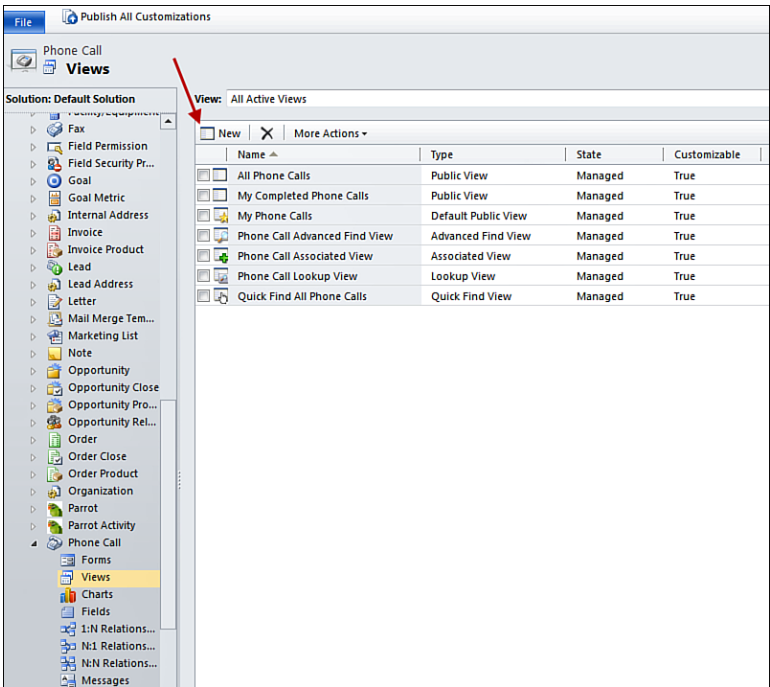 File
Publish All Customizations
Phone Call
Views
Solution: Default Solution
Facility/Equipment
Fax
Field Permission
Field Security Pr...
Goal
Goal Metric
Internal Address
Invoice
Invoice Product
Lead
Lead Address
Letter
Mail Merge Tem...
Marketing List
Note
Opportunity
Opportunity Close
Opportunity Pro...
Opportunity Rel...
Order
Order Close
Order Product
Organization
Parrot
Parrot Activity
Phone Call
Forms
Views
Charts
Fields
1:N Relations...
N:1 Relations...
N:N Relations...
Messages
View: All Active Views
New More Actions
Name Type State Customizable
All Phone Calls Public View Managed True
My Completed Phone Calls Public View Managed True
My Phone Calls Default Public View Managed True
Phone Call Advanced Find View Advanced Find View Managed True
Phone Call Associated View Associated View Managed True
Phone Call Lookup View Lookup View Managed True
Quick Find All Phone Calls Quick Find View Managed True